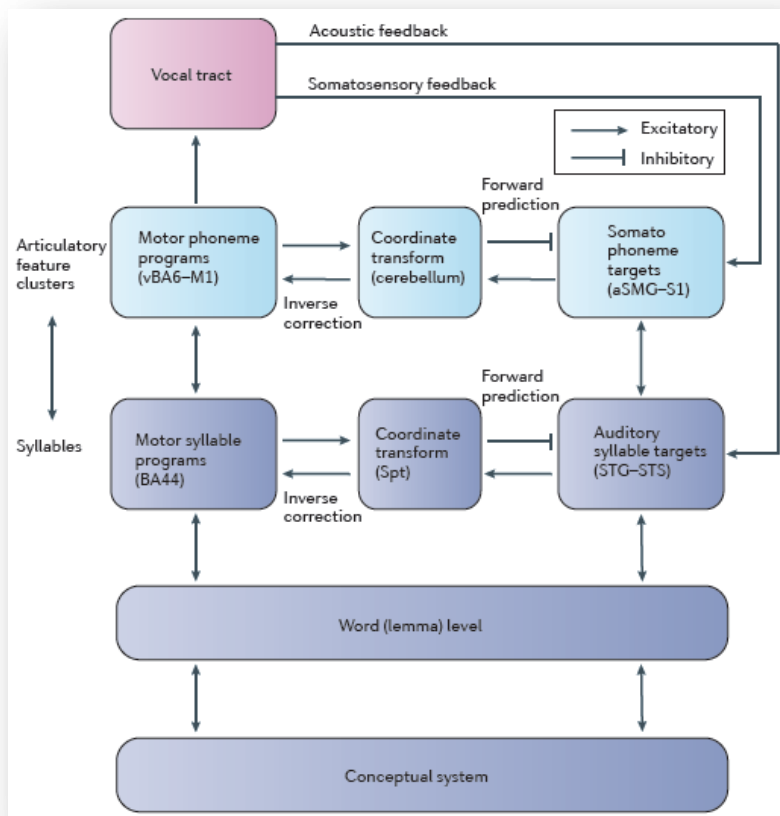 Acoustic feedback
Vocal tract
Somatosensory feedback
Excitatory
Inhibitory
Forward
prediction
Articulatory
feature
clusters
Motor phoneme
programs
(vBA6–M1)
Coordinate
transform
(cerebellum)
Somato
phoneme
targets
(aSMG–S1)
Inverse
correction
Forward
prediction
Syllables
Motor syllable
programs
(BA44)
Coordinate
transform
(Spt)
Auditory
syllable targets
(STG–STS)
Inverse
correction
Word (lemma) level
Conceptual system